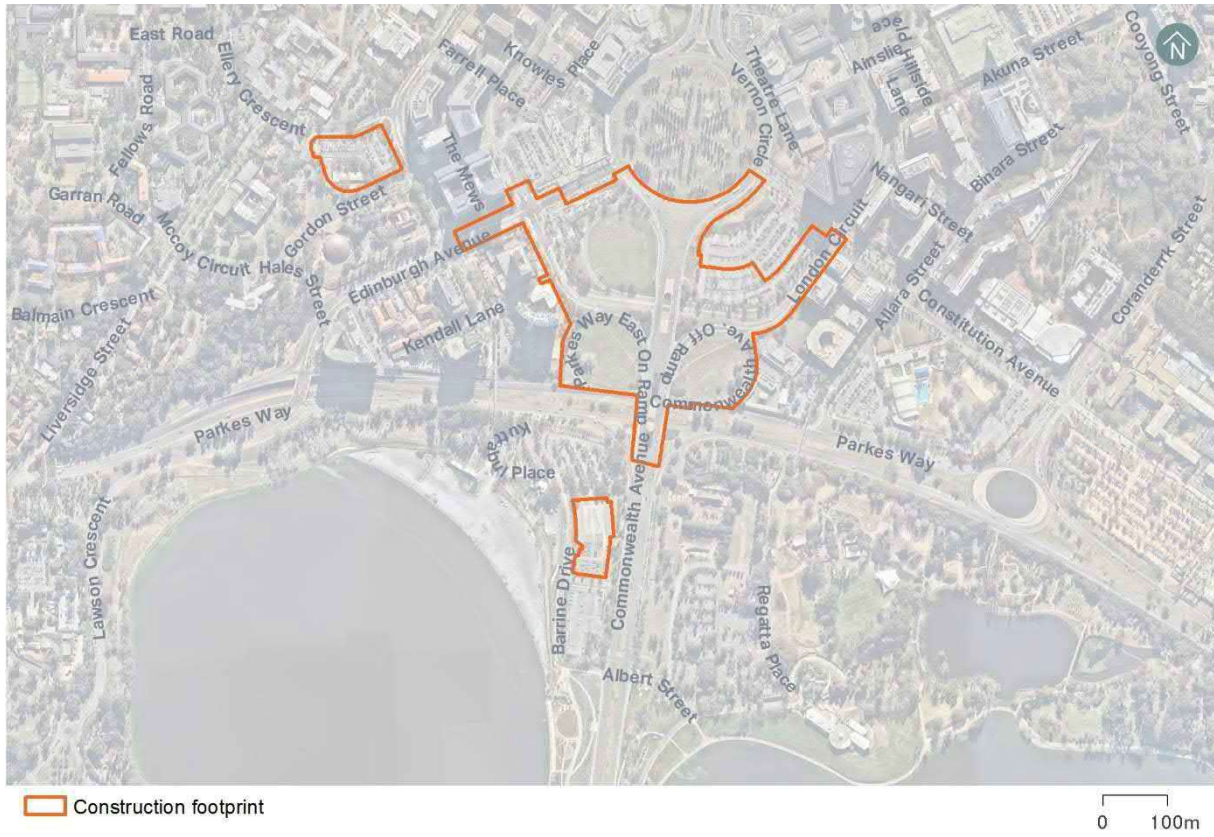 East Road
Ellery Crescent
Farrell Place
Knowles Place
Theatre Lane
Vernon Circle
Ainslie Place
Hillside Lane
Akuna Street
Cooyong Street
N
Fellows Road
The Mews
Nangari Street
Binara Street
Garran Road
Gordon Street
Mccoy Circuit
Hales Street
Edinburgh Avenue
London Circuit
Allara Street
Constitution Avenue
Coranderrk Street
Balmain Crescent
Liversidge Street
Kendall Lane
Parkes Way East On Ramp
Commonwealth Ave. Off Ramp
Parkes Way
Parkes Way
Kuttabul Place
Commonwealth Avenue
Lawson Crescent
Barrine Drive
Regatta Place
Albert Street
Construction footprint
0 100m